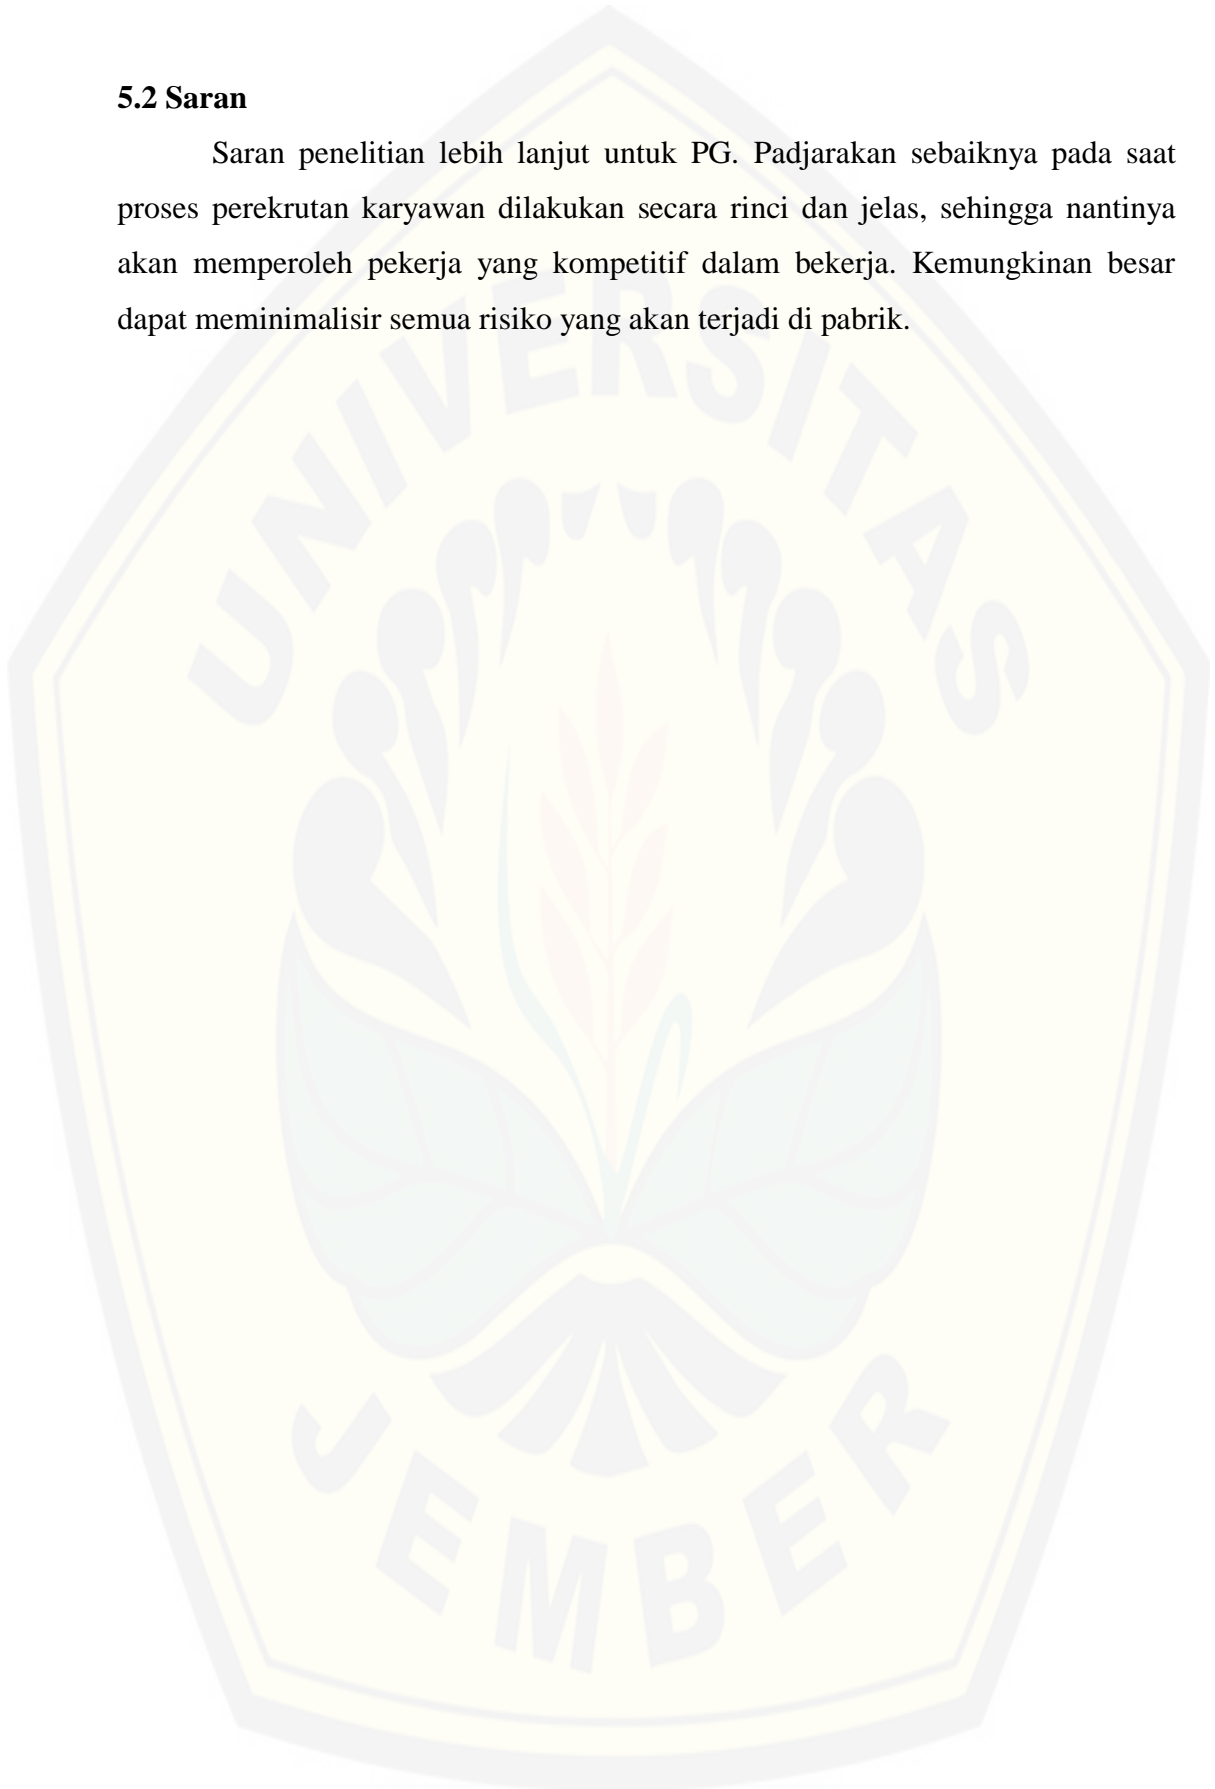 5.2 Saran
Saran penelitian lebih lanjut untuk PG. Padjarakan sebaiknya pada saat
proses perekrutan karyawan dilakukan secara rinci dan jelas, sehingga nantinya
akan memperoleh pekerja yang kompetitif dalam bekerja. Kemungkinan besar
dapat meminimalisir semua risiko yang akan terjadi di pabrik.
UNIVERSITAS
JEMBER